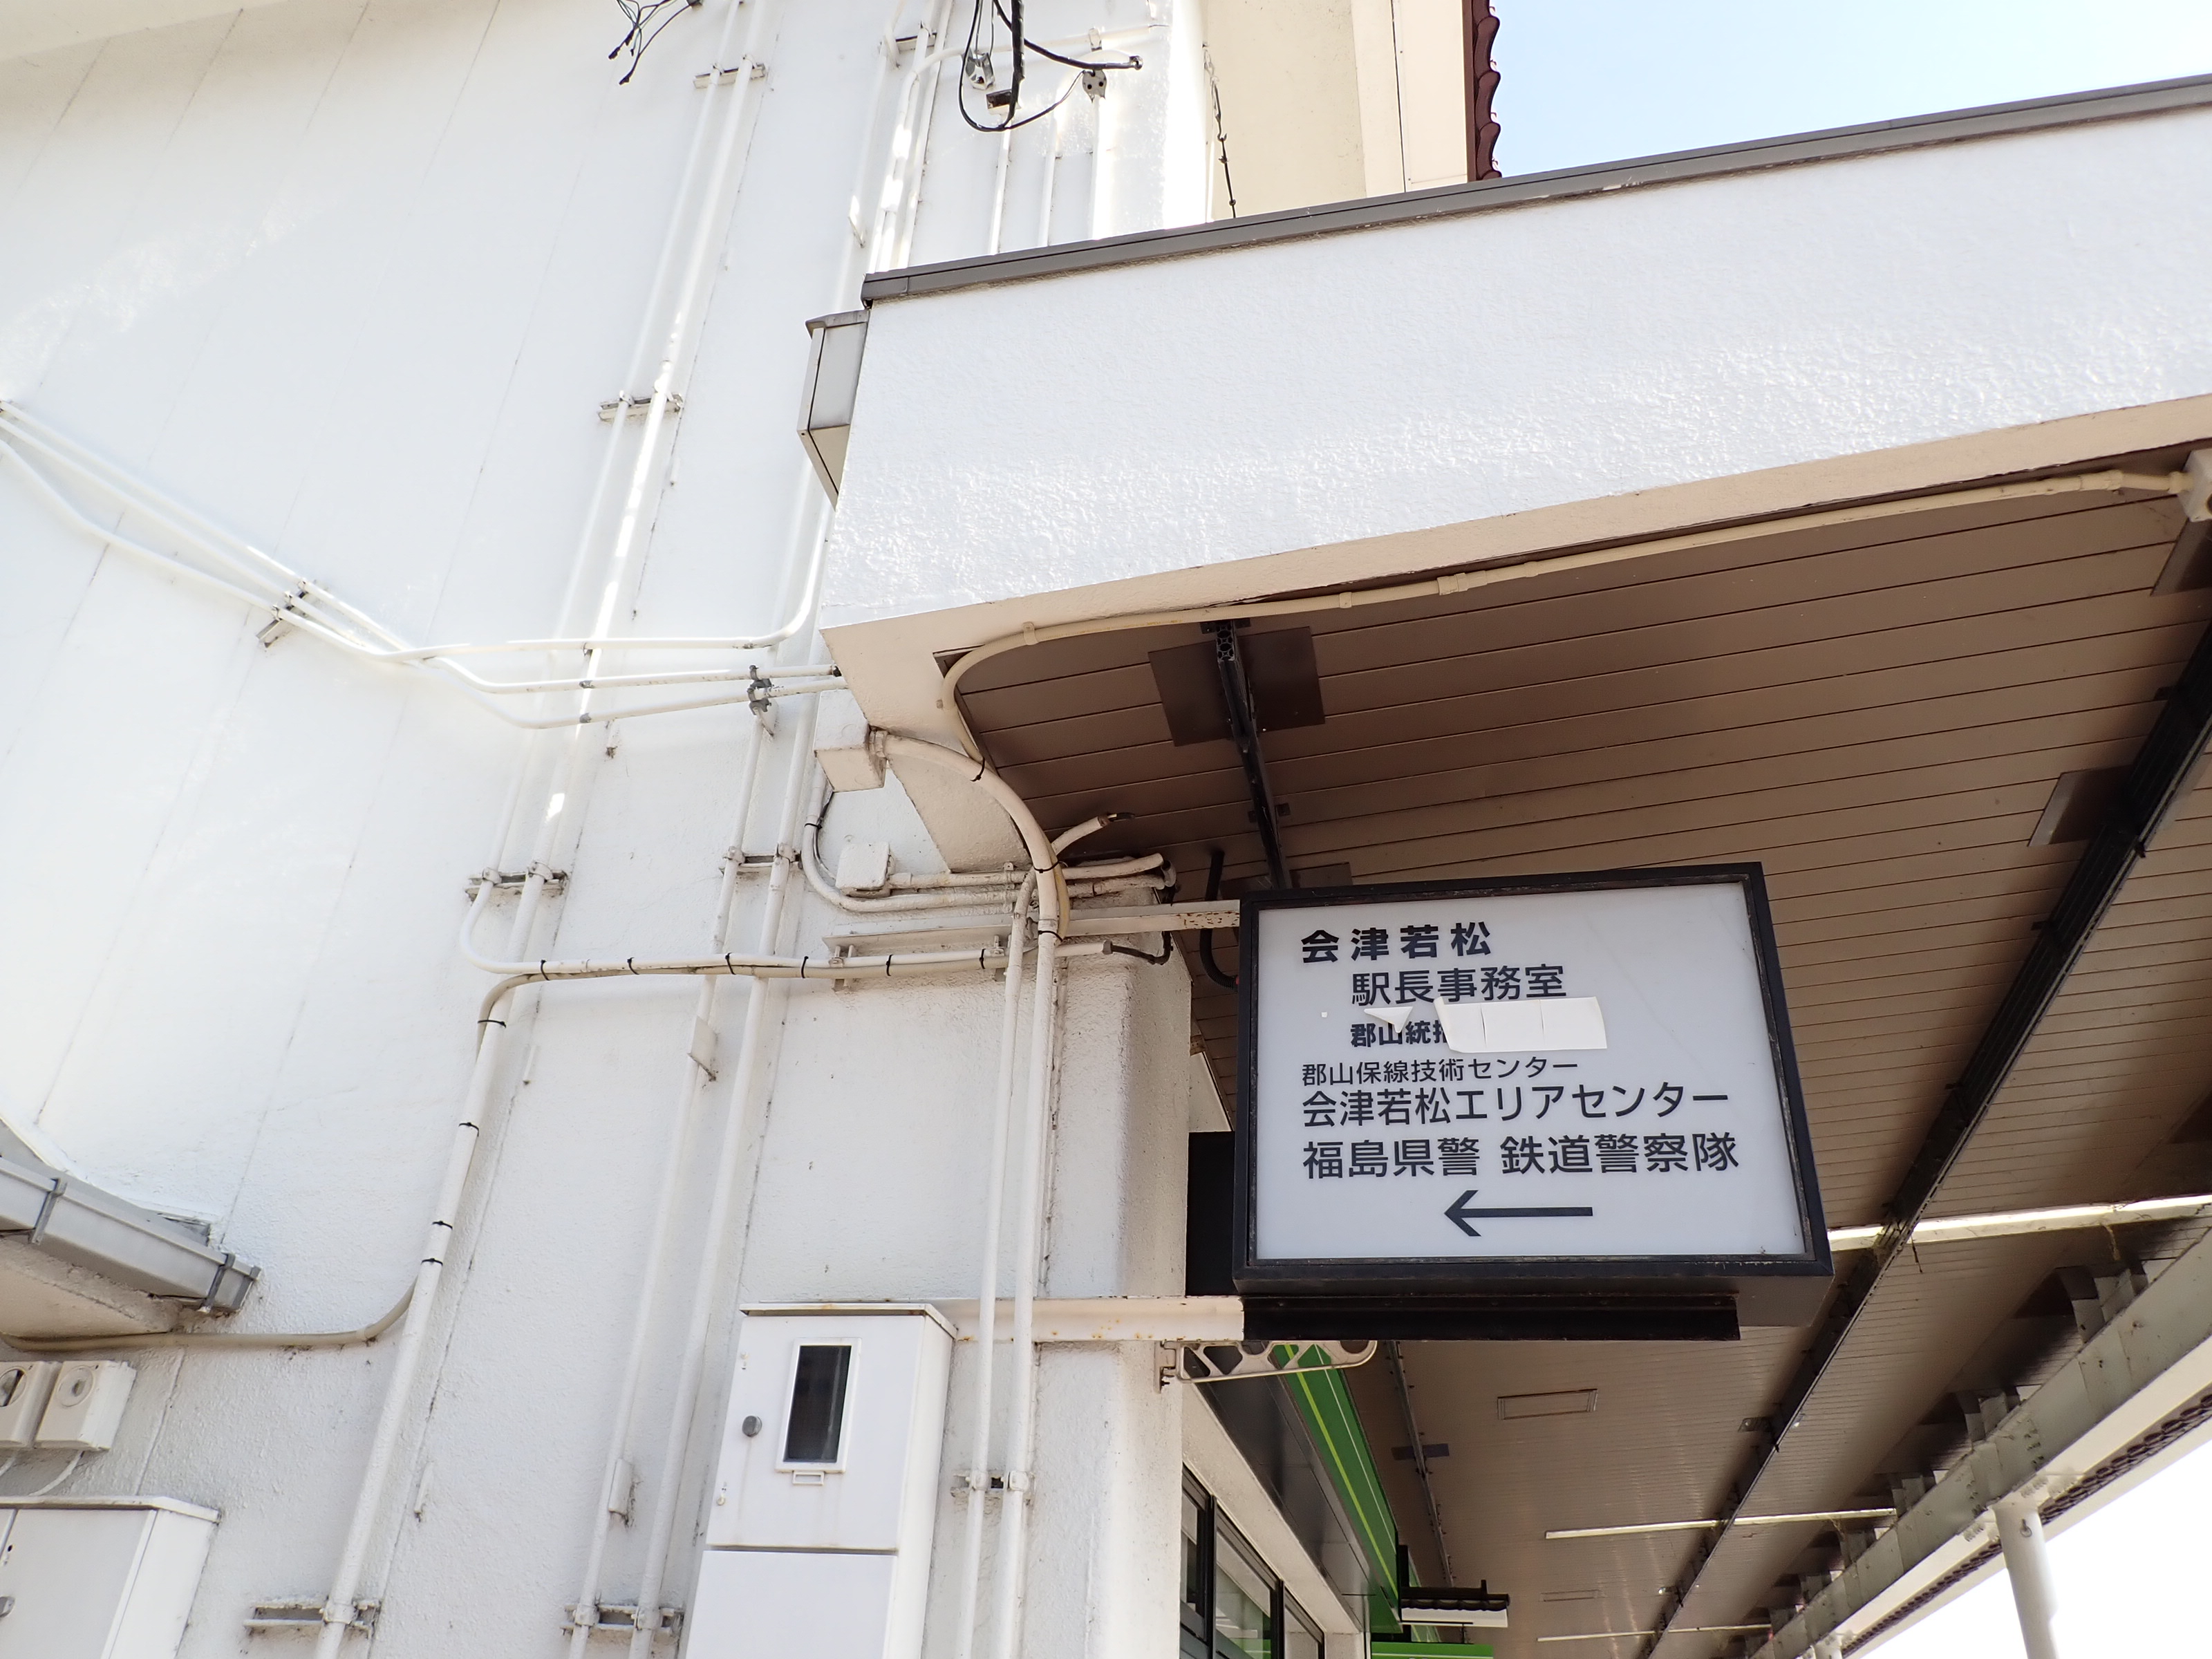 会津若松
駅長事務室
郡山統括
郡山保線技術センター
会津若松エリアセンター
福島県警 鉄道警察隊